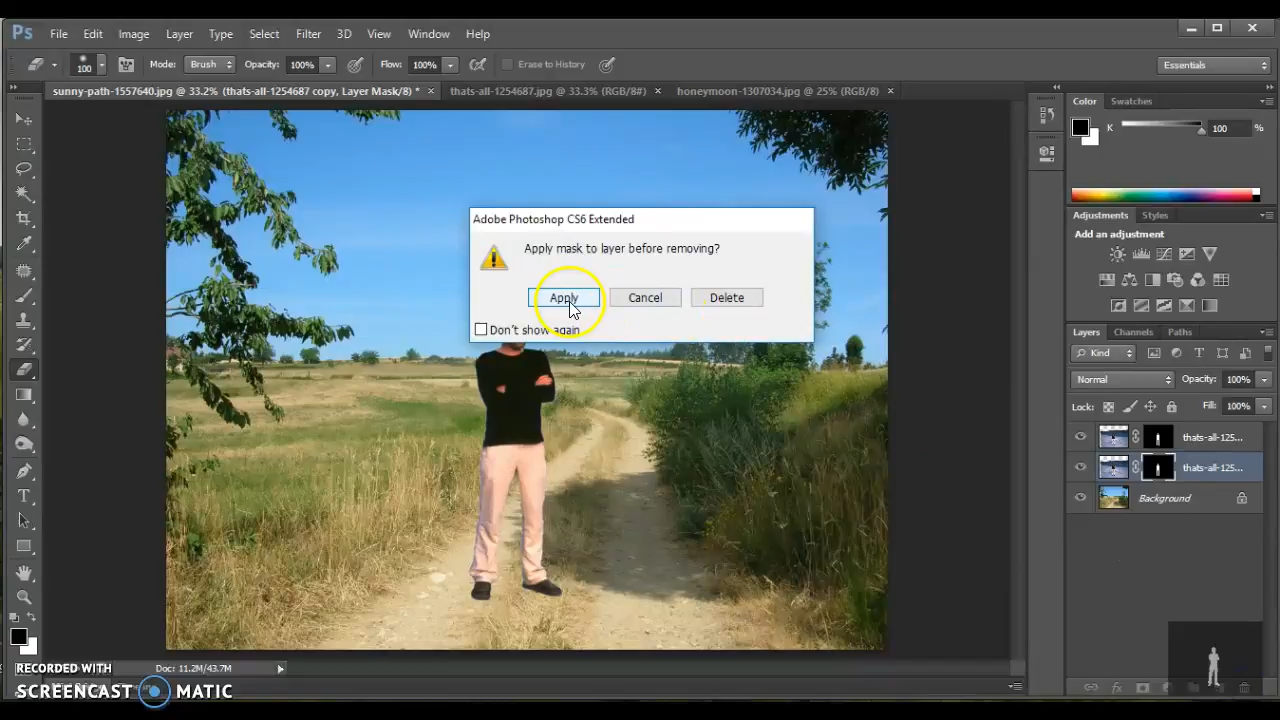 Ps File Edit Image Layer Type Select Filter 3D View Window Help
100 Mode: Brush Opacity: 100% Flow: 100% Erase to History Essentials
sunny-path-1557640.jpg @ 33.2% (thats-all-1254687 copy, Layer Mask/8) * × thats-all-1254687.jpg @ 33.3% (RGB/8#) × honeymoon-1307034.jpg @ 25% (RGB/8) ×
Color Swatches
K 100 %
Adobe Photoshop CS6 Extended
Apply mask to layer before removing?
Apply Cancel Delete
Don't show again
Adjustments Styles
Add an adjustment
Layers Channels Paths
Kind
Normal Opacity: 100%
Lock: Fill: 100%
thats-all-125...
thats-all-125...
Background
Doc: 11.2M/43.7M
RECORDED WITH
SCREENCAST MATIC